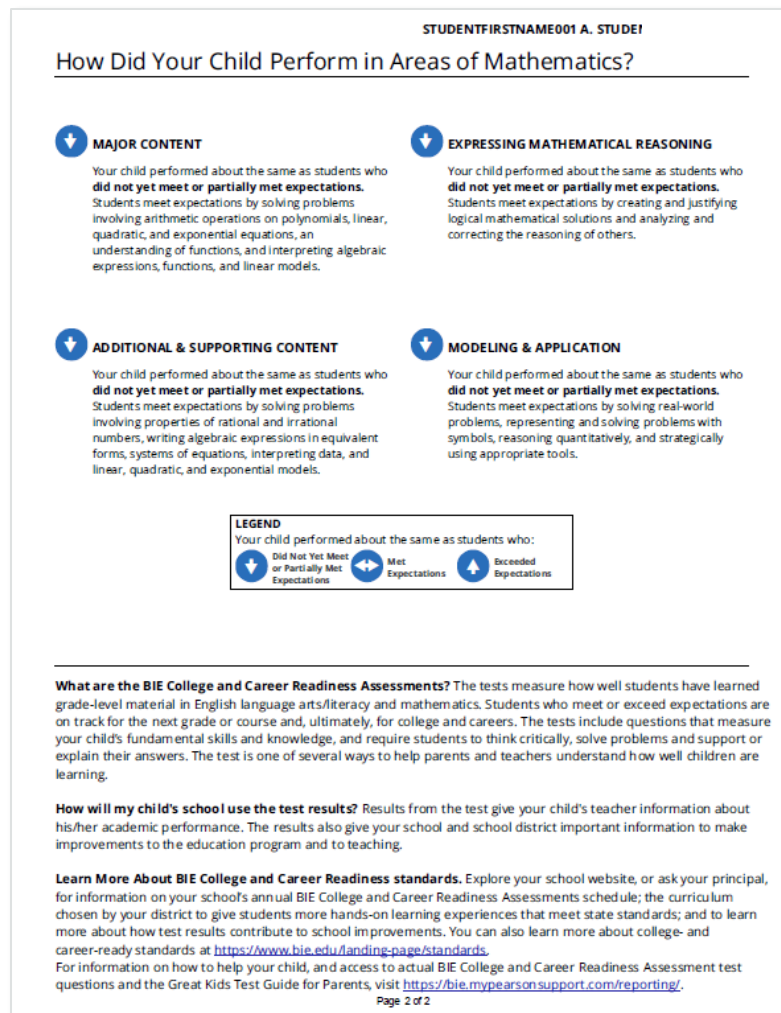 STUDENTFIRSTNAME001 A. STUDE
How Did Your Child Perform in Areas of Mathematics?
MAJOR CONTENT
Your child performed about the same as students who
did not yet meet or partially met expectations.
Students meet expectations by solving problems
involving arithmetic operations on polynomials, linear,
quadratic, and exponential equations, an
understanding of functions, and interpreting algebraic
expressions, functions, and linear models.
EXPRESSING MATHEMATICAL REASONING
Your child performed about the same as students who
did not yet meet or partially met expectations.
Students meet expectations by creating and justifying
logical mathematical solutions and analyzing and
correcting the reasoning of others.
ADDITIONAL & SUPPORTING CONTENT
Your child performed about the same as students who
did not yet meet or partially met expectations.
Students meet expectations by solving problems
involving properties of rational and irrational
numbers, writing algebraic expressions in equivalent
forms, systems of equations, interpreting data, and
linear, quadratic, and exponential models.
MODELING & APPLICATION
Your child performed about the same as students who
did not yet meet or partially met expectations.
Students meet expectations by solving real-world
problems, representing and solving problems with
symbols, reasoning quantitatively, and strategically
using appropriate tools.
LEGEND
Your child performed about the same as students who:
Did Not Yet Meet
or Partially Met
Expectations
Met
Expectations
Exceeded
Expectations
What are the BIE College and Career Readiness Assessments? The tests measure how well students have learned
grade-level material in English language arts/literacy and mathematics. Students who meet or exceed expectations are
on track for the next grade or course and, ultimately, for college and careers. The tests include questions that measure
your child's fundamental skills and knowledge, and require students to think critically, solve problems and support or
explain their answers. The test is one of several ways to help parents and teachers understand how well children are
learning.
How will my child's school use the test results? Results from the test give your child's teacher information about
his/her academic performance. The results also give your school and school district important information to make
improvements to the education program and to teaching.
Learn More About BIE College and Career Readiness standards. Explore your school website, or ask your principal,
for information on your school's annual BIE College and Career Readiness Assessments schedule; the curriculum
chosen by your district to give students more hands-on learning experiences that meet state standards; and to learn
more about how test results contribute to school improvements. You can also learn more about college- and
career-ready standards at https://www.bie.edu/landing-page/standards.
For information on how to help your child, and access to actual BIE College and Career Readiness Assessment test
questions and the Great Kids Test Guide for Parents, visit https://bie.mypearsonsupport.com/reporting/.
Page 2 of 2